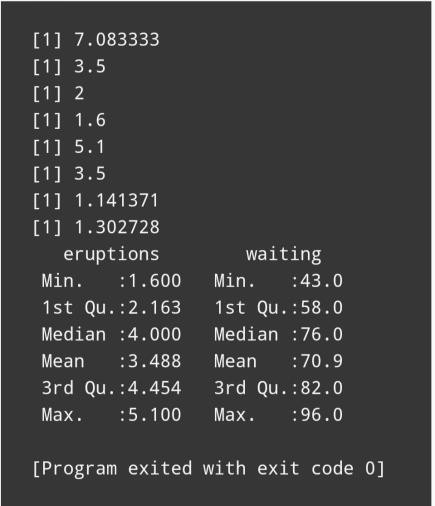 [1] 7.083333
[1] 3.5
[1] 2
[1] 1.6
[1] 5.1
[1] 3.5
[1] 1.141371
[1] 1.302728
   eruptions        waiting
 Min.   :1.600   Min.   :43.0
 1st Qu.:2.163   1st Qu.:58.0
 Median :4.000   Median :76.0
 Mean   :3.488   Mean   :70.9
 3rd Qu.:4.454   3rd Qu.:82.0
 Max.   :5.100   Max.   :96.0
[Program exited with exit code 0]